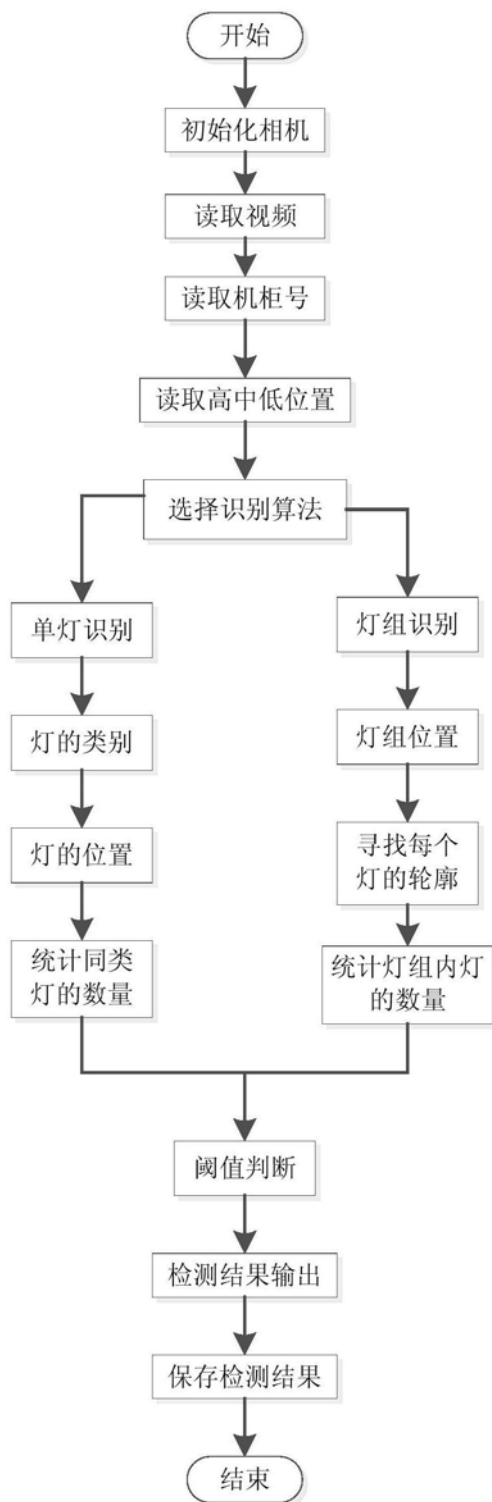 开始
初始化相机
读取视频
读取机柜号
读取高中低位置
选择识别算法
单灯识别
灯的类别
灯的位置
统计同类
灯的数量
灯组识别
灯组位置
寻找每个
灯的轮廓
统计灯组内灯
的数量
阈值判断
检测结果输出
保存检测结果
结束